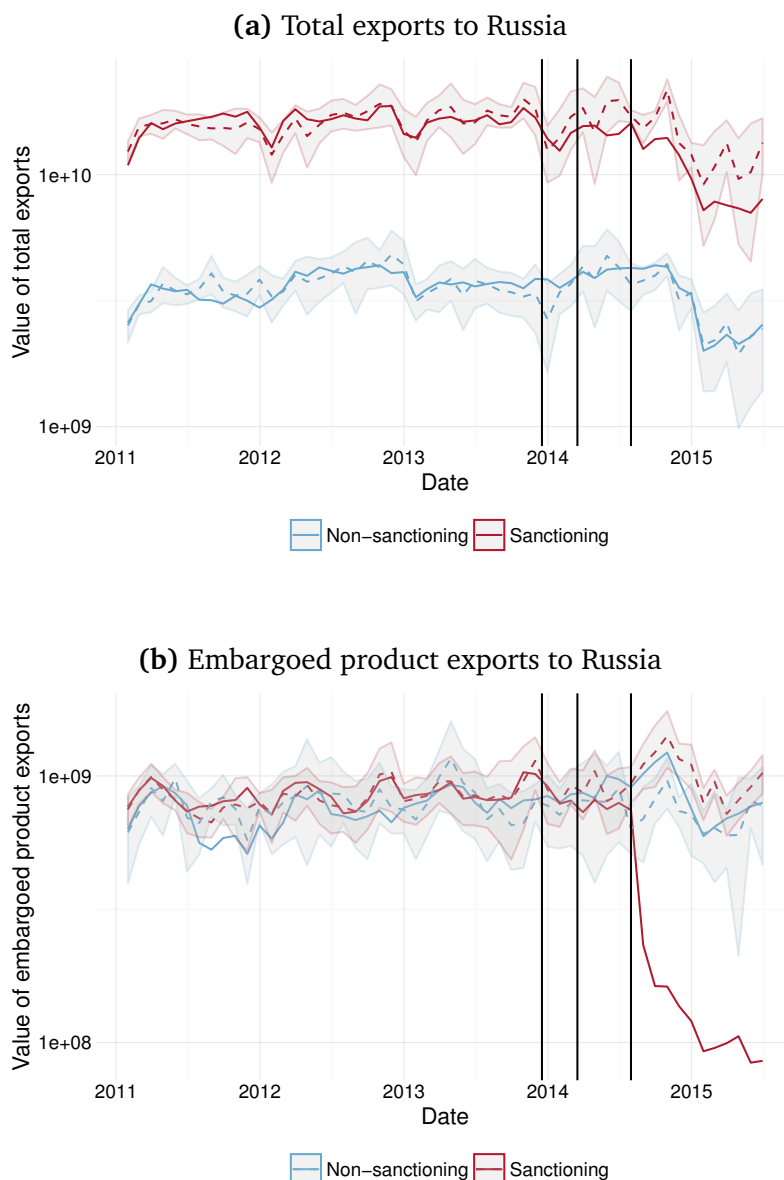 (a) Total exports to Russia
Value of total exports
1e+10
1e+09
2011 2012 2013 2014 2015
Date
Non−sanctioning Sanctioning
(b) Embargoed product exports to Russia
Value of embargoed product exports
1e+09
1e+08
2011 2012 2013 2014 2015
Date
Non−sanctioning Sanctioning